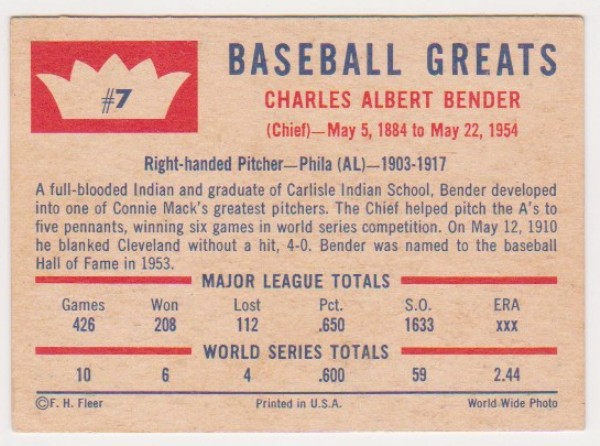 #7
BASEBALL GREATS
CHARLES ALBERT BENDER
(Chief)—May 5, 1884 to May 22, 1954
Right-handed Pitcher—Phila (AL)—1903-1917
A full-blooded Indian and graduate of Carlisle Indian School, Bender developed
into one of Connie Mack's greatest pitchers. The Chief helped pitch the A's to
five pennants, winning six games in world series competition. On May 12, 1910
he blanked Cleveland without a hit, 4-0. Bender was named to the baseball
Hall of Fame in 1953.
MAJOR LEAGUE TOTALS
Games Won Lost Pct. S.O. ERA
426 208 112 .650 1633 xxx
WORLD SERIES TOTALS
10 6 4 .600 59 2.44
©F. H. Fleer Printed in U.S.A. World Wide Photo